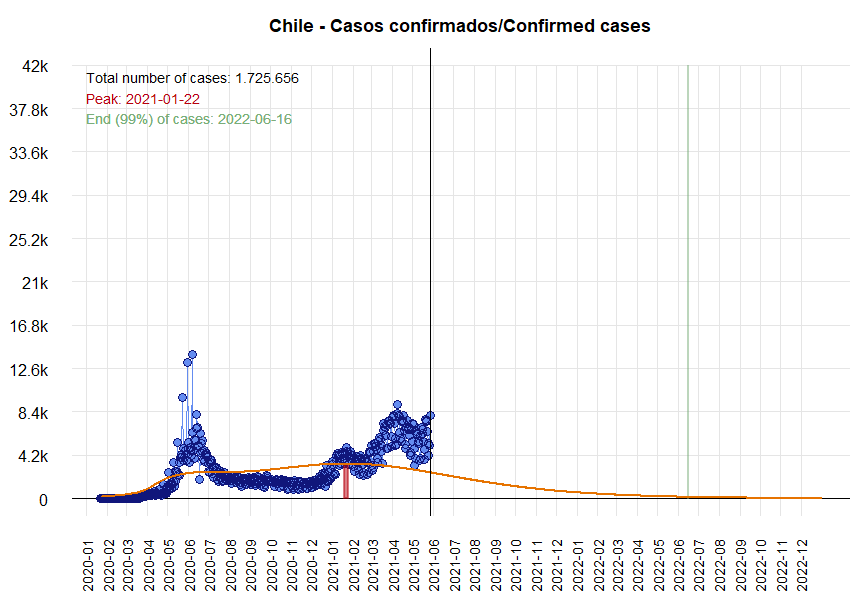 Chile - Casos confirmados/Confirmed cases
Total number of cases: 1.725.656
Peak: 2021-01-22
End (99%) of cases: 2022-06-16
42k
37.8k
33.6k
29.4k
25.2k
21k
16.8k
12.6k
8.4k
4.2k
0
2020-01
2020-02
2020-03
2020-04
2020-05
2020-06
2020-07
2020-08
2020-09
2020-10
2020-11
2020-12
2021-01
2021-02
2021-03
2021-04
2021-05
2021-06
2021-07
2021-08
2021-09
2021-10
2021-11
2021-12
2022-01
2022-02
2022-03
2022-04
2022-05
2022-06
2022-07
2022-08
2022-09
2022-10
2022-11
2022-12